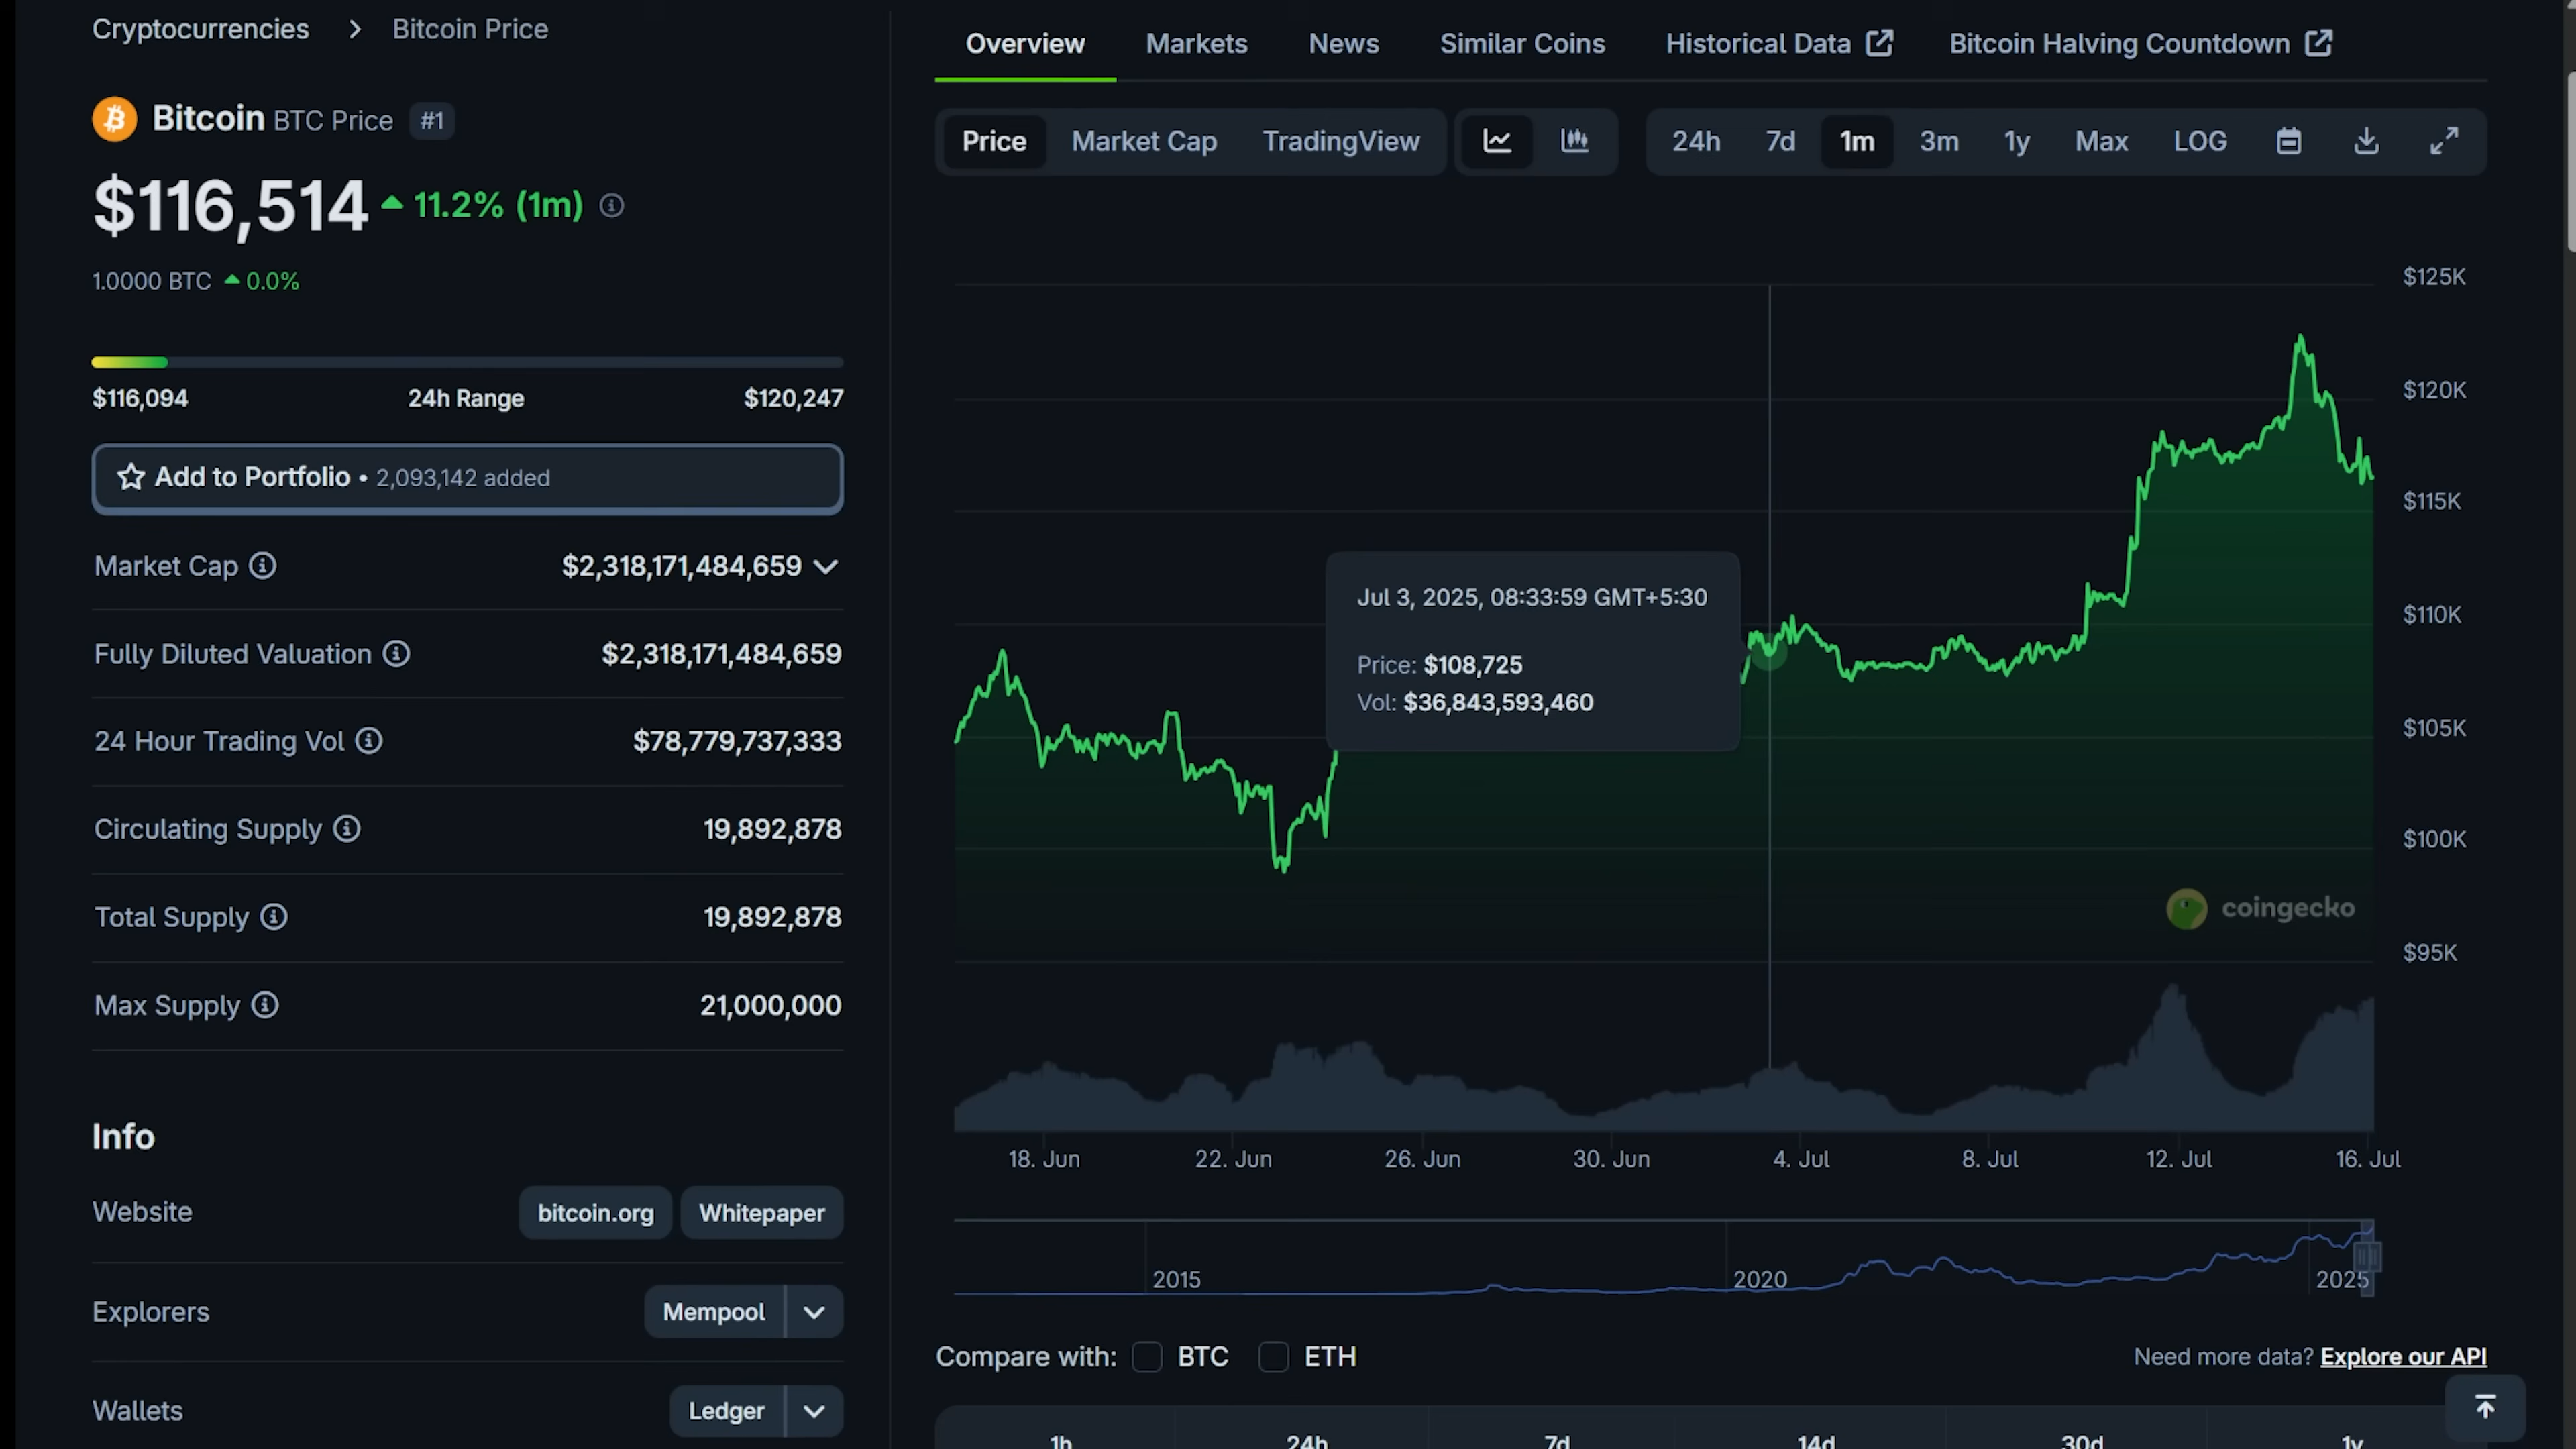 Cryptocurrencies > Bitcoin Price
Bitcoin BTC Price #1
$116,514 11.2% (1m)
1.0000 BTC 0.0%
$116,094 24h Range $120,247
Add to Portfolio • 2,093,142 added
Market Cap $2,318,171,484,659
Fully Diluted Valuation $2,318,171,484,659
24 Hour Trading Vol $78,779,737,333
Circulating Supply 19,892,878
Total Supply 19,892,878
Max Supply 21,000,000
Info
Website bitcoin.org Whitepaper
Explorers Mempool
Wallets Ledger
Overview Markets News Similar Coins Historical Data Bitcoin Halving Countdown
Price Market Cap TradingView 24h 7d 1m 3m 1y Max LOG
$125K
$120K
$115K
$110K
$105K
$100K
$95K
Jul 3, 2025, 08:33:59 GMT+5:30
Price: $108,725
Vol: $36,843,593,460
coingecko
18. Jun 22. Jun 26. Jun 30. Jun 4. Jul 8. Jul 12. Jul 16. Jul
2015 2020 2025
Compare with: BTC ETH
Need more data? Explore our API
1h 24h 7d 14d 30d 1y